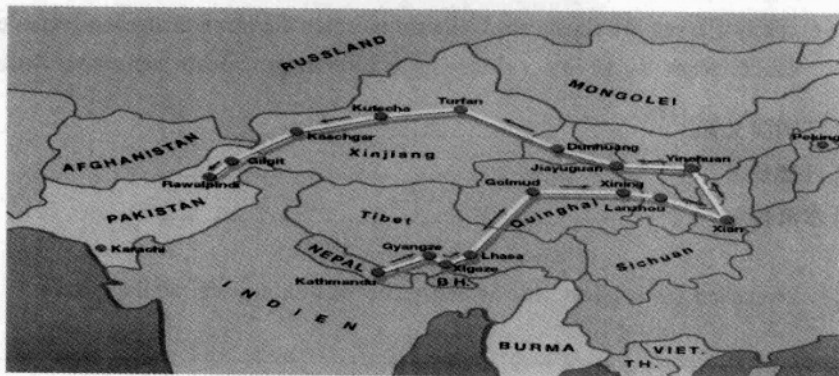 RUSSLAND
MONGOLEI
Kutscha
Turfan
Peking
Kaschgar
Dunhuang
Yinchuan
AFGHANISTAN
Gilgit
Xinjiang
Jiayuguan
Rawalpindi
Golmud
Xining
Lanzhou
PAKISTAN
Tibet
Quinghai
Xian
Karachi
Gyangze
Lhasa
Sichuan
NEPAL
Xigaze
Kathmandu
B H.
INDIEN
BURMA
VIET.
TH.